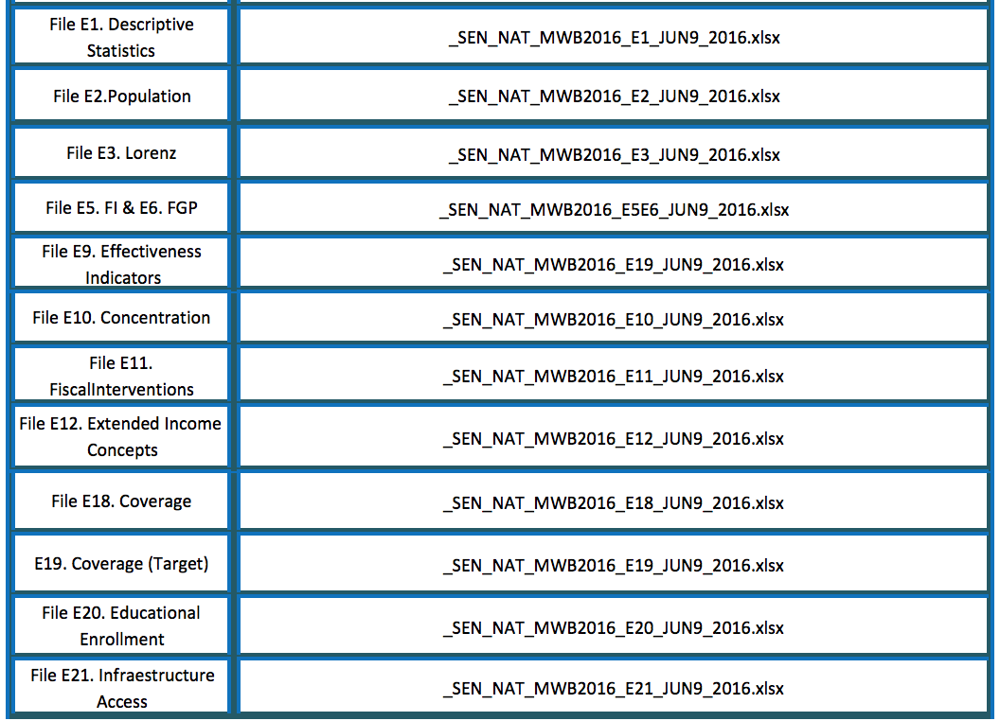 File E1. Descriptive
Statistics
_SEN_NAT_MWB2016_E1_JUN9_2016.xlsx
File E2.Population
_SEN_NAT_MWB2016_E2_JUN9_2016.xlsx
File E3. Lorenz
_SEN_NAT_MWB2016_E3_JUN9_2016.xlsx
File E5. FI & E6. FGP
_SEN_NAT_MWB2016_E5E6_JUN9_2016.xlsx
File E9. Effectiveness
Indicators
_SEN_NAT_MWB2016_E19_JUN9_2016.xlsx
File E10. Concentration
_SEN_NAT_MWB2016_E10_JUN9_2016.xlsx
File E11.
FiscalInterventions
_SEN_NAT_MWB2016_E11_JUN9_2016.xlsx
File E12. Extended Income
Concepts
_SEN_NAT_MWB2016_E12_JUN9_2016.xlsx
File E18. Coverage
_SEN_NAT_MWB2016_E18_JUN9_2016.xlsx
E19. Coverage (Target)
_SEN_NAT_MWB2016_E19_JUN9_2016.xlsx
File E20. Educational
Enrollment
_SEN_NAT_MWB2016_E20_JUN9_2016.xlsx
File E21. Infraestructure
Access
_SEN_NAT_MWB2016_E21_JUN9_2016.xlsx